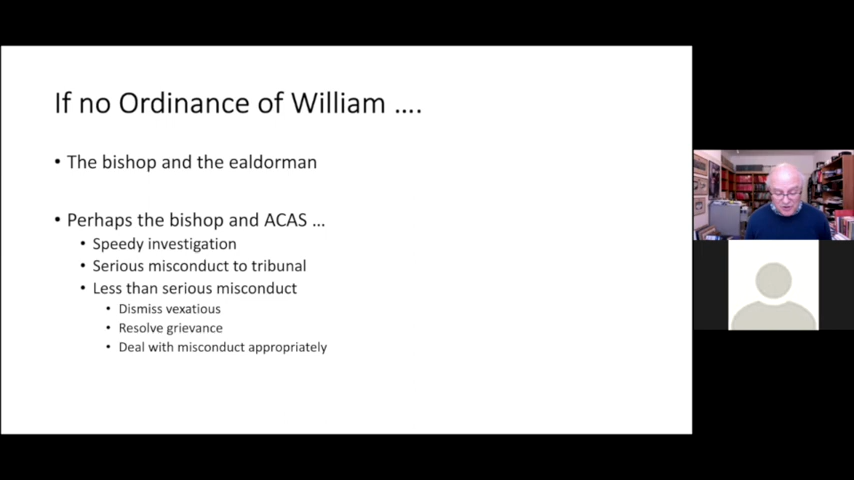 If no Ordinance of William ....
• The bishop and the ealdorman
• Perhaps the bishop and ACAS ...
• Speedy investigation
• Serious misconduct to tribunal
• Less than serious misconduct
• Dismiss vexatious
• Resolve grievance
• Deal with misconduct appropriately